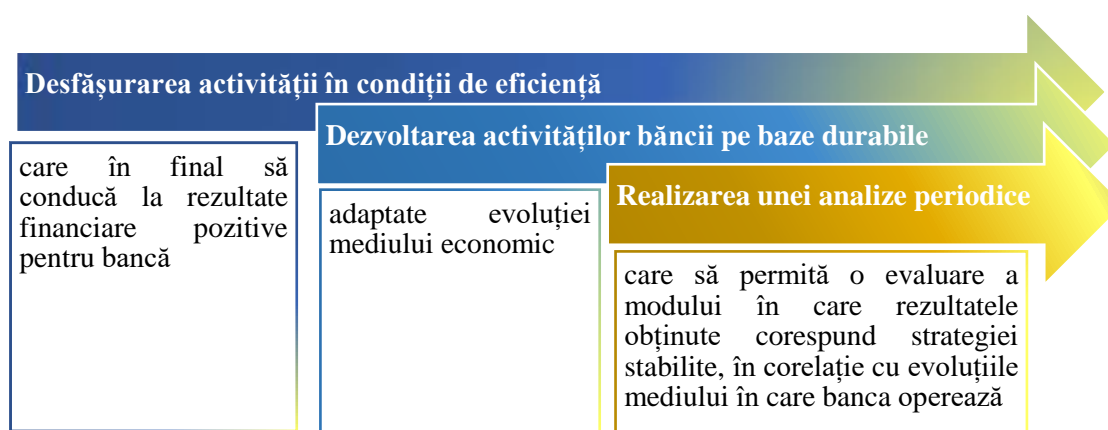 Desfășurarea activității în condiții de eficiență
care în final să
conducă la rezultate
financiare pozitive
pentru bancă
Dezvoltarea activităților băncii pe baze durabile
adaptate evoluției
mediului economic
Realizarea unei analize periodice
care să permită o evaluare a
modului în care rezultatele
obținute corespund strategiei
stabilite, în corelație cu evoluțiile
mediului în care banca operează